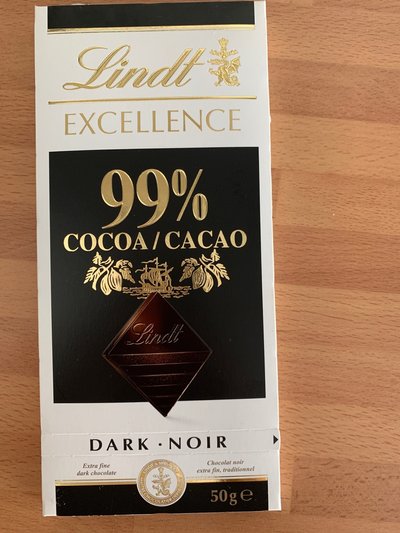 Lindt
EXCELLENCE
99%
COCOA/CACAO
Lindt
DARK · NOIR
Extra fine
dark chocolate
Chocolat noir
extra fin, traditionnel
50g e